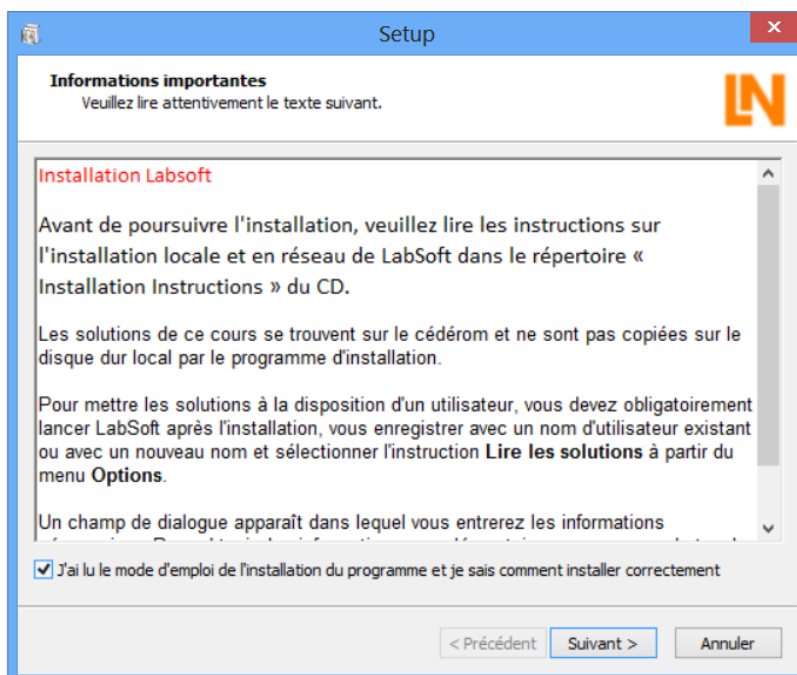 Setup
Informations importantes
Veuillez lire attentivement le texte suivant.
LN
Installation Labsoft
Avant de poursuivre l'installation, veuillez lire les instructions sur
l'installation locale et en réseau de LabSoft dans le répertoire «
Installation Instructions » du CD.
Les solutions de ce cours se trouvent sur le cédérom et ne sont pas copiées sur le
disque dur local par le programme d'installation.
Pour mettre les solutions à la disposition d'un utilisateur, vous devez obligatoirement
lancer LabSoft après l'installation, vous enregistrer avec un nom d'utilisateur existant
ou avec un nouveau nom et sélectionner l'instruction Lire les solutions à partir du
menu Options.
Un champ de dialogue apparaît dans lequel vous entrerez les informations
J'ai lu le mode d'emploi de l'installation du programme et je sais comment installer correctement
< Précédent
Suivant >
Annuler